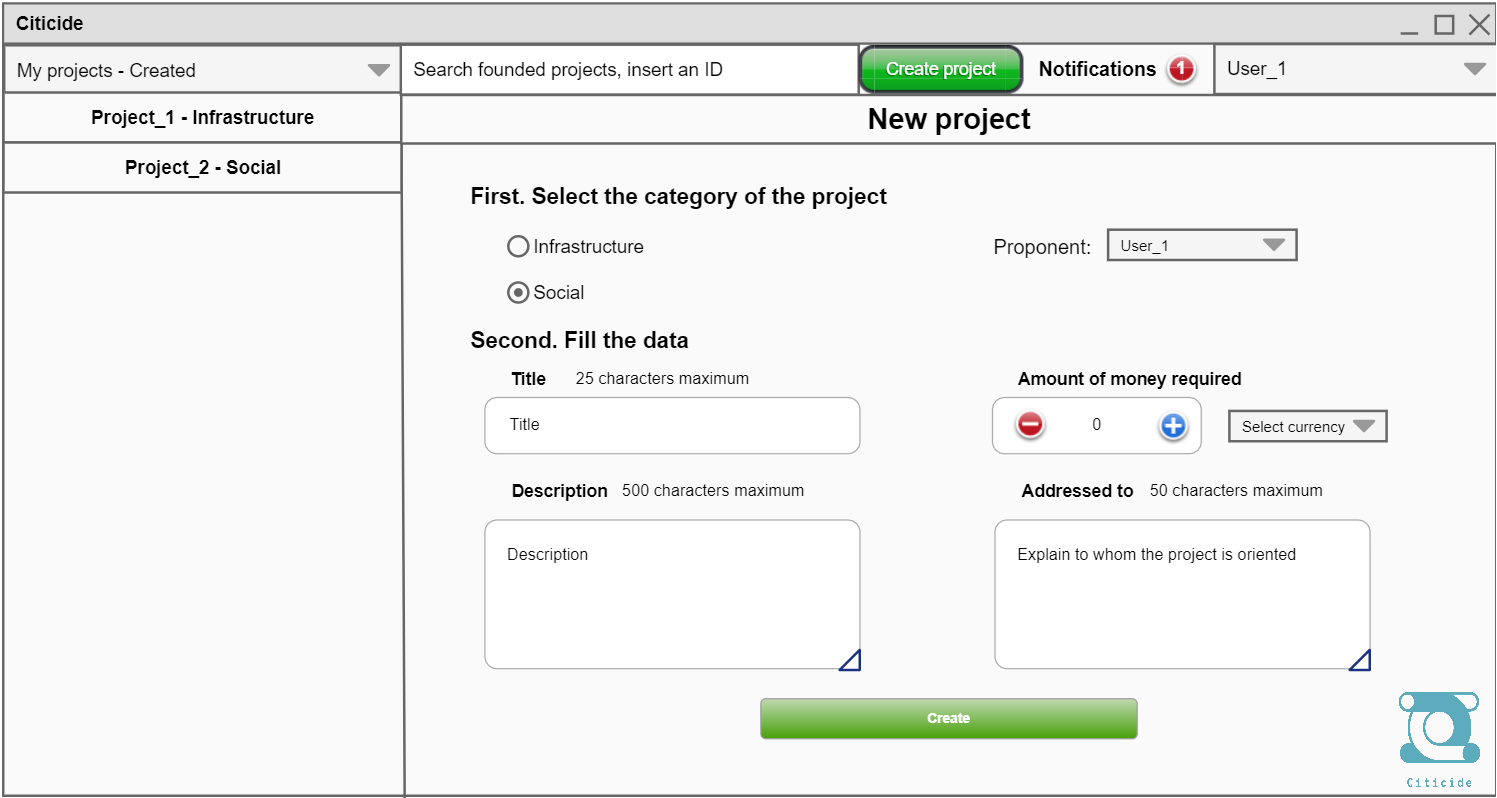 Citicide
My projects - Created
Search founded projects, insert an ID
Create project
Notifications
1
User_1
Project_1 - Infrastructure
Project_2 - Social
New project
First. Select the category of the project
Infrastructure
Proponent:
User_1
Social
Second. Fill the data
Title 25 characters maximum
Amount of money required
Title
0
Select currency
Description 500 characters maximum
Addressed to 50 characters maximum
Description
Explain to whom the project is oriented
Create
Citicide